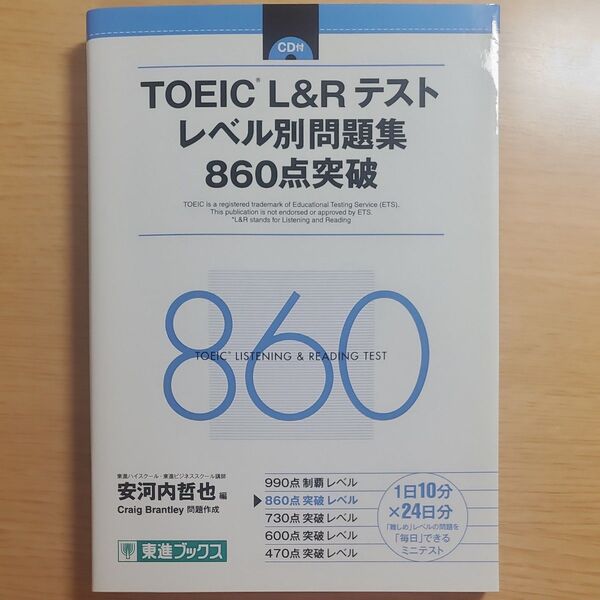 CD付
TOEIC® L&R テスト
レベル別問題集
860点突破
TOEIC is a registered trademark of Educational Testing Service (ETS).
This publication is not endorsed or approved by ETS.
*L&R stands for Listening and Reading
860
TOEIC® LISTENING & READING TEST
東進ハイスクール・東進ビジネススクール講師
安河内哲也 編
Craig Brantley 問題作成
東進ブックス
990点 制覇 レベル
860点 突破 レベル
730点 突破 レベル
600点 突破 レベル
470点 突破 レベル
1日10分
×24日分
「難しめ」レベルの問題を
「毎日」できる
ミニテスト